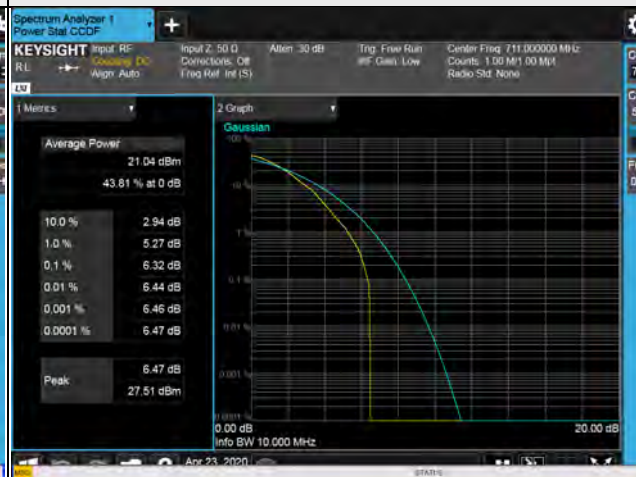 Spectrum Analyzer 1
Power Stat CCDF
+
KEYSIGHT
RL
Input: RF
Coupling: DC
Align: Auto
Input Z: 50 Ω
Corrections: Off
Freq Ref: Int (S)
Atten: 30 dB
Trig: Free Run
#IF Gain: Low
Center Freq: 711.000000 MHz
Counts: 1.00 M/1.00 Mpt
Radio Std: None
1 Metrics
Average Power
21.04 dBm
43.81 % at 0 dB
10.0 % 2.94 dB
1.0 % 5.27 dB
0.1 % 6.32 dB
0.01 % 6.44 dB
0.001 % 6.46 dB
0.0001 % 6.47 dB
Peak 6.47 dB
27.51 dBm
2 Graph
Gaussian
100 %
10 %
1 %
0.1 %
0.01 %
0.001 %
0.0001 %
0.00 dB
20.00 dB
Info BW 10.000 MHz
Apr 23, 2020
MSG
STATUS